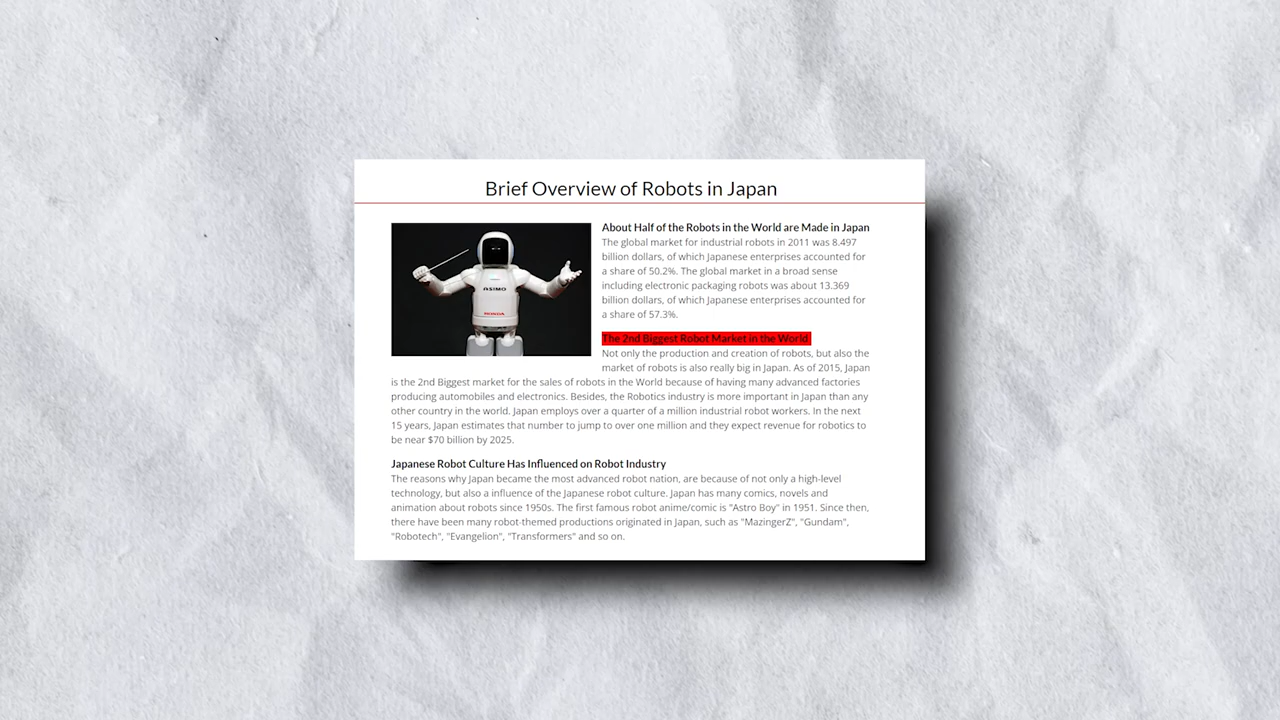 Brief Overview of Robots in Japan
ASIMO
HONDA
About Half of the Robots in the World are Made in Japan
The global market for industrial robots in 2011 was 8.497
billion dollars, of which Japanese enterprises accounted for
a share of 50.2%. The global market in a broad sense
including electronic packaging robots was about 13.369
billion dollars, of which Japanese enterprises accounted for
a share of 57.3%.
The 2nd Biggest Robot Market in the World
Not only the production and creation of robots, but also the
market of robots is also really big in Japan. As of 2015, Japan
is the 2nd Biggest market for the sales of robots in the World because of having many advanced factories
producing automobiles and electronics. Besides, the Robotics industry is more important in Japan than any
other country in the world. Japan employs over a quarter of a million industrial robot workers. In the next
15 years, Japan estimates that number to jump to over one million and they expect revenue for robotics to
be near $70 billion by 2025.
Japanese Robot Culture Has Influenced on Robot Industry
The reasons why Japan became the most advanced robot nation, are because of not only a high-level
technology, but also a influence of the Japanese robot culture. Japan has many comics, novels and
animation about robots since 1950s. The first famous robot anime/comic is "Astro Boy" in 1951. Since then,
there have been many robot-themed productions originated in Japan, such as "MazingerZ", "Gundam",
"Robotech", "Evangelion", "Transformers" and so on.